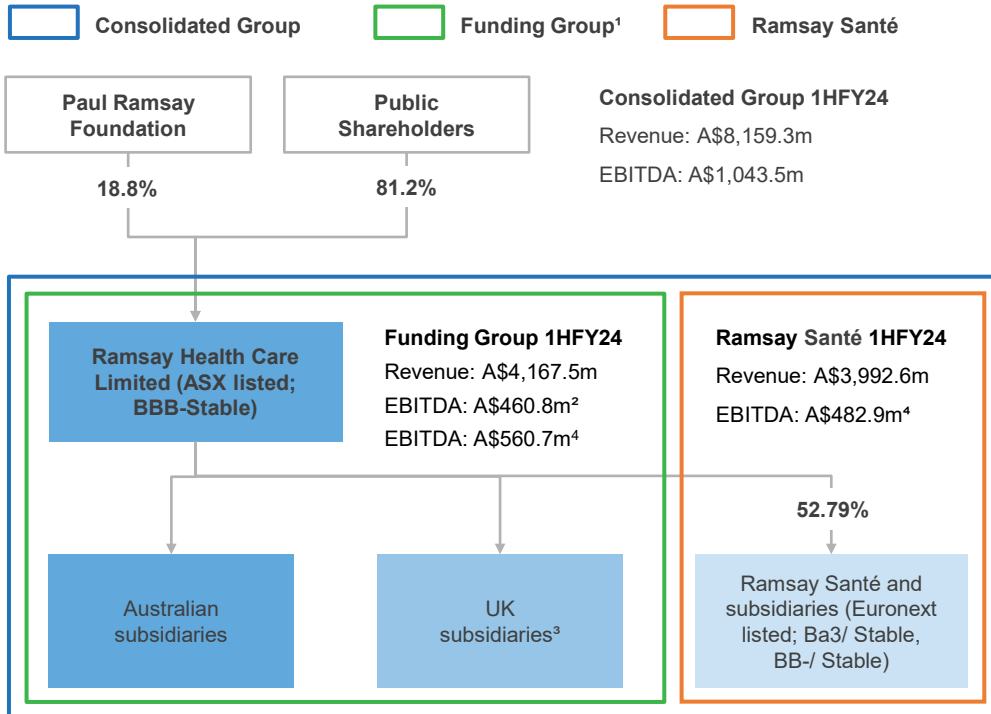 Consolidated Group
Funding Group¹
Ramsay Santé
Paul Ramsay
Foundation
Public
Shareholders
Consolidated Group 1HFY24
Revenue: A$8,159.3m
EBITDA: A$1,043.5m
18.8%
81.2%
Ramsay Health Care
Limited (ASX listed;
BBB-Stable)
Funding Group 1HFY24
Revenue: A$4,167.5m
EBITDA: A$460.8m²
EBITDA: A$560.7m⁴
Ramsay Santé 1HFY24
Revenue: A$3,992.6m
EBITDA: A$482.9m⁴
52.79%
Australian
subsidiaries
UK
subsidiaries³
Ramsay Santé and
subsidiaries (Euronext
listed; Ba3/ Stable,
BB-/ Stable)